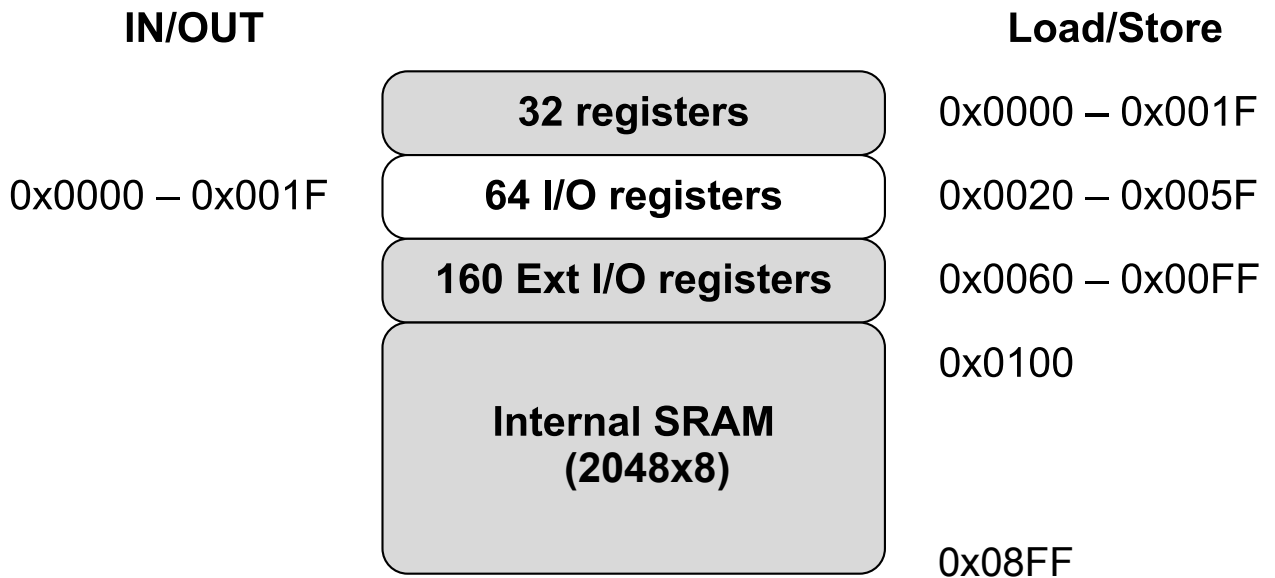 IN/OUT
Load/Store
32 registers
0x0000 – 0x001F
0x0000 – 0x001F
64 I/O registers
0x0020 – 0x005F
160 Ext I/O registers
0x0060 – 0x00FF
0x0100
Internal SRAM
(2048x8)
0x08FF